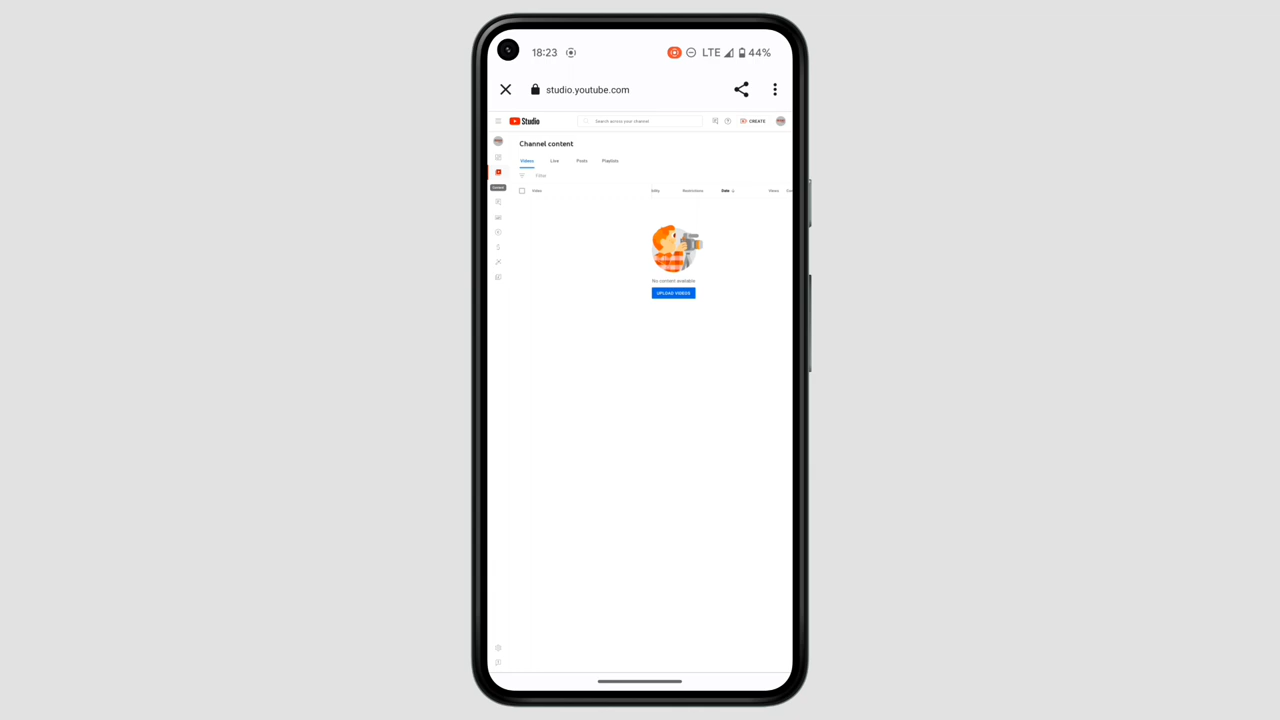 18:23
LTE 44%
studio.youtube.com
Studio
Search across your channel
CREATE
Channel content
Videos Live Posts Playlists
Filter
Video
Restrictions Date Views
Content
No content available
UPLOAD VIDEOS